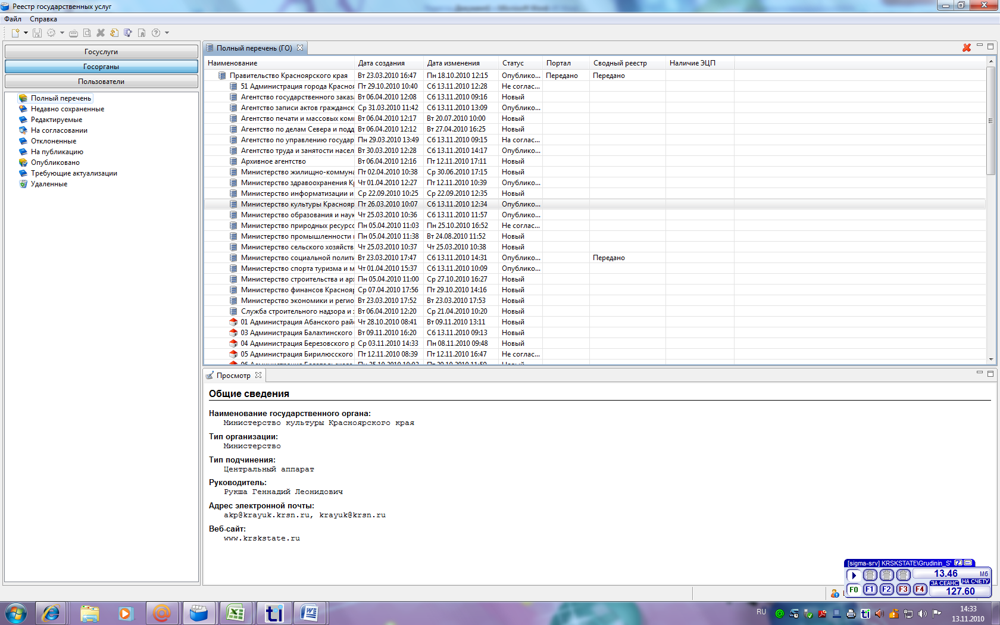 Реестр государственных услуг
Файл Справка
Госуслуги
Госорганы
Пользователи
Полный перечень
Недавно сохраненные
Редактируемые
На согласовании
Отклоненные
На публикацию
Опубликовано
Требующие актуализации
Удаленные
Полный перечень (ГО)
Наименование Дата создания Дата изменения Статус Портал Сводный реестр Наличие ЭЦП
Правительство Красноярского края Вт 23.03.2010 16:47 Пн 18.10.2010 12:15 Опублико... Передано Передано
51 Администрация города Красноя Пт 29.10.2010 10:40 Сб 13.11.2010 12:28 Не соглас...
Агентство государственного заказа Вт 06.04.2010 12:08 Сб 13.11.2010 09:16 Новый
Агентство записи актов гражданск Ср 31.03.2010 11:42 Сб 13.11.2010 13:09 Опублико...
Агентство печати и массовых ком Вт 06.04.2010 12:17 Вт 20.07.2010 10:00 Новый
Агентство по делам Севера и подд Вт 06.04.2010 12:12 Вт 27.04.2010 16:25 Новый
Агентство по управлению государ Пн 29.03.2010 13:49 Сб 13.11.2010 09:15 На соглас...
Агентство труда и занятости насел Вт 30.03.2010 12:28 Сб 13.11.2010 14:17 Опублико...
Архивное агентство Вт 06.04.2010 12:16 Пт 12.11.2010 17:11 Новый
Министерство жилищно-коммуна Пт 02.04.2010 10:38 Ср 30.06.2010 17:15 Новый
Министерство здравоохранения К Чт 01.04.2010 12:27 Пт 12.11.2010 10:39 Опублико...
Министерство информатизации и Ср 22.09.2010 10:25 Ср 22.09.2010 12:35 Новый
Министерство культуры Краснояр Пт 26.03.2010 10:07 Сб 13.11.2010 12:34 Опублико...
Министерство образования и наук Чт 25.03.2010 10:36 Сб 13.11.2010 11:57 Опублико...
Министерство природных ресурсо Пн 05.04.2010 11:03 Пн 25.10.2010 16:52 Не соглас...
Министерство промышленности и Пн 05.04.2010 11:38 Вт 24.08.2010 11:52 Новый
Министерство сельского хозяйств Чт 25.03.2010 10:37 Чт 25.03.2010 10:38 Новый
Министерство социальной полити Вт 23.03.2010 17:47 Сб 13.11.2010 14:31 Опублико... Передано
Министерство спорта туризма и м Чт 01.04.2010 15:37 Сб 13.11.2010 10:09 Опублико...
Министерство строительства и ар Пн 05.04.2010 11:00 Ср 27.10.2010 16:27 Новый
Министерство финансов Краснояр Ср 07.04.2010 17:56 Пт 29.10.2010 14:16 Новый
Министерство экономики и регио Вт 23.03.2010 17:52 Вт 23.03.2010 17:53 Новый
Служба строительного надзора и Вт 06.04.2010 12:20 Ср 21.04.2010 10:20 Новый
01 Администрация Абанского рай Чт 28.10.2010 08:41 Вт 09.11.2010 13:11 Новый
03 Администрация Балахтинского Вт 09.11.2010 16:20 Сб 13.11.2010 09:13 Новый
04 Администрация Березовского р Ср 03.11.2010 14:33 Пн 08.11.2010 09:48 Новый
05 Администрация Бирилюсского Пт 12.11.2010 08:39 Пт 12.11.2010 16:47 Не соглас...
Просмотр
Общие сведения
Наименование государственного органа:
Министерство культуры Красноярского края
Тип организации:
Министерство
Тип подчинения:
Центральный аппарат
Руководитель:
Рукша Геннадий Леонидович
Адрес электронной почты:
akp@krayuk.krsn.ru, krayuk@krsn.ru
Веб-сайт:
www.krskstate.ru
[sigma-srv] KRSKSTATE\Grudinin_S
13.46 Мб
ЗА СЕАНС НА СЧЕТУ
F0 F1 F2 F3 F4 127.60
RU
14:33
13.11.2010